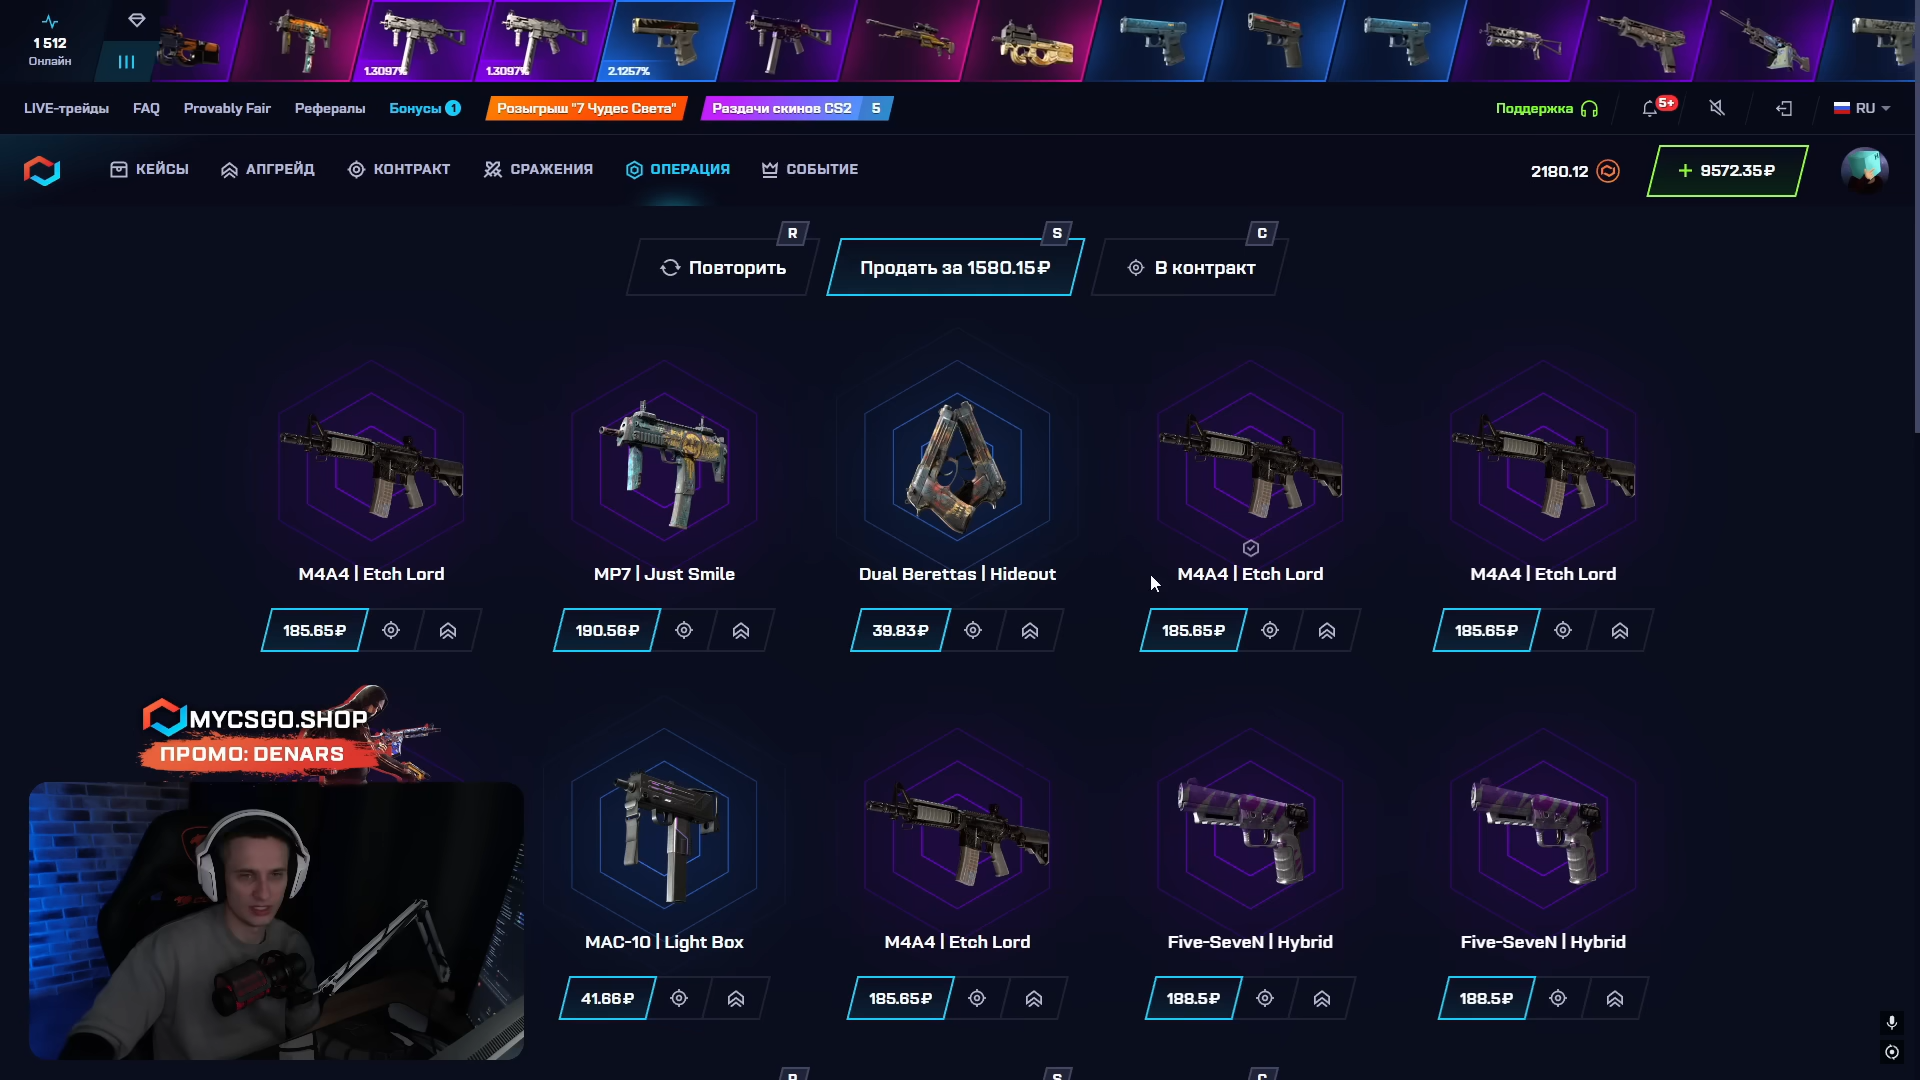 1 512
Онлайн
1.3097%
1.3097%
2.1257%
LIVE-трейды
FAQ
Provably Fair
Рефералы
Бонусы 1
Розыгрыш "7 Чудес Света"
Раздачи скинов CS2 5
Поддержка
5+
RU
КЕЙСЫ
АПГРЕЙД
КОНТРАКТ
СРАЖЕНИЯ
ОПЕРАЦИЯ
СОБЫТИЕ
2180.12
+ 9572.35₽
R
S
C
Повторить
Продать за 1580.15₽
В контракт
M4A4 | Etch Lord
MP7 | Just Smile
Dual Berettas | Hideout
M4A4 | Etch Lord
M4A4 | Etch Lord
185.65₽
190.56₽
39.83₽
185.65₽
185.65₽
MYCSGO.SHOP
ПРОМО: DENARS
MAC-10 | Light Box
M4A4 | Etch Lord
Five-SeveN | Hybrid
Five-SeveN | Hybrid
41.66₽
185.65₽
188.5₽
188.5₽
R
S
C